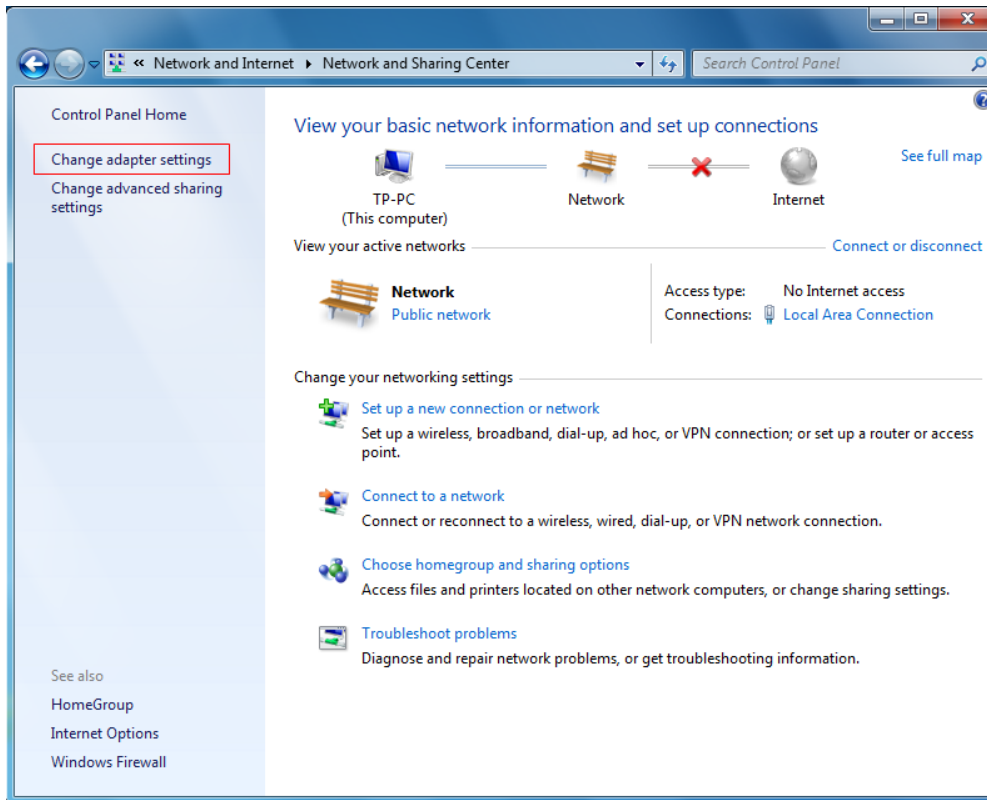 « Network and Internet ▸ Network and Sharing Center
Search Control Panel
Control Panel Home
Change adapter settings
Change advanced sharing
settings
View your basic network information and set up connections
See full map
TP-PC
(This computer)
Network
Internet
View your active networks
Connect or disconnect
Network
Public network
Access type: No Internet access
Connections: Local Area Connection
Change your networking settings
Set up a new connection or network
Set up a wireless, broadband, dial-up, ad hoc, or VPN connection; or set up a router or access
point.
Connect to a network
Connect or reconnect to a wireless, wired, dial-up, or VPN network connection.
Choose homegroup and sharing options
Access files and printers located on other network computers, or change sharing settings.
Troubleshoot problems
Diagnose and repair network problems, or get troubleshooting information.
See also
HomeGroup
Internet Options
Windows Firewall